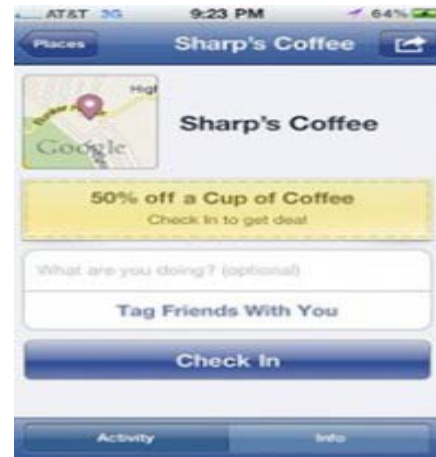 AT&T 3G 9:23 PM 64%
Places Sharp's Coffee
Google
Sharp's Coffee
50% off a Cup of Coffee
Check In to get deal
What are you doing? (optional)
Tag Friends With You
Check In
Activity Info